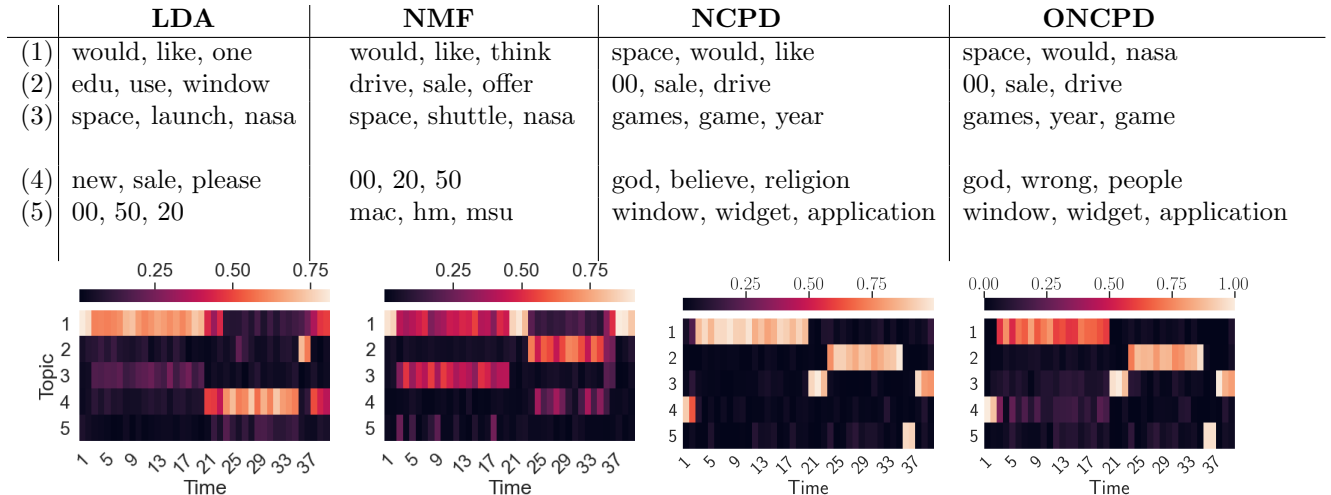 LDA NMF NCPD ONCPD
(1) would, like, one would, like, think space, would, like space, would, nasa
(2) edu, use, window drive, sale, offer 00, sale, drive 00, sale, drive
(3) space, launch, nasa space, shuttle, nasa games, game, year games, year, game
(4) new, sale, please 00, 20, 50 god, believe, religion god, wrong, people
(5) 00, 50, 20 mac, hm, msu window, widget, application window, widget, application
0.25 0.50 0.75 0.25 0.50 0.75 0.25 0.50 0.75 0.00 0.25 0.50 0.75 1.00
1 1 1 1
2 2 2 2
3 3 3 3
4 4 4 4
5 5 5 5
Topic
1 5 9 13 17 21 25 29 33 37 1 5 9 13 17 21 25 29 33 37 1 5 9 13 17 21 25 29 33 37 1 5 9 13 17 21 25 29 33 37
Time Time Time Time